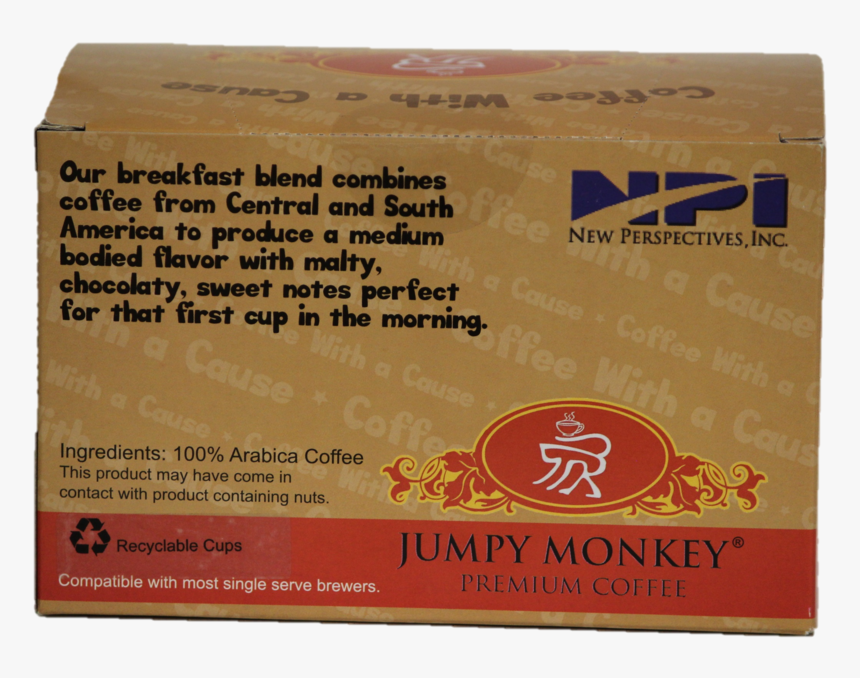 Coffee With a Cause
Our breakfast blend combines
coffee from Central and South
America to produce a medium
bodied flavor with malty,
chocolaty, sweet notes perfect
for that first cup in the morning.
NPI
NEW PERSPECTIVES, INC.
Ingredients: 100% Arabica Coffee
This product may have come in
contact with product containing nuts.
Recyclable Cups
Compatible with most single serve brewers.
JUMPY MONKEY®
PREMIUM COFFEE